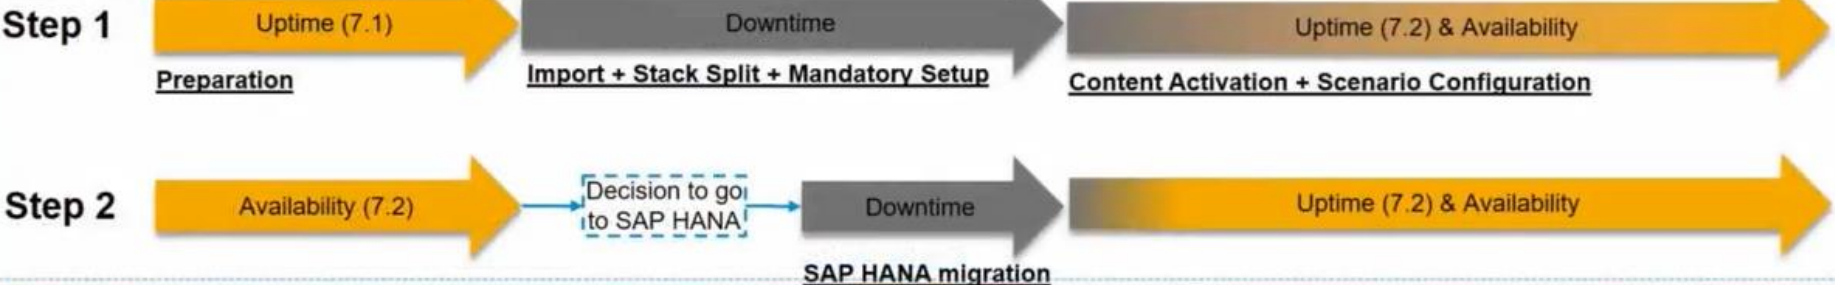 Step 1
Uptime (7.1)
Downtime
Uptime (7.2) & Availability
Preparation
Import + Stack Split + Mandatory Setup
Content Activation + Scenario Configuration
Step 2
Availability (7.2)
Decision to go
to SAP HANA
Downtime
Uptime (7.2) & Availability
SAP HANA migration